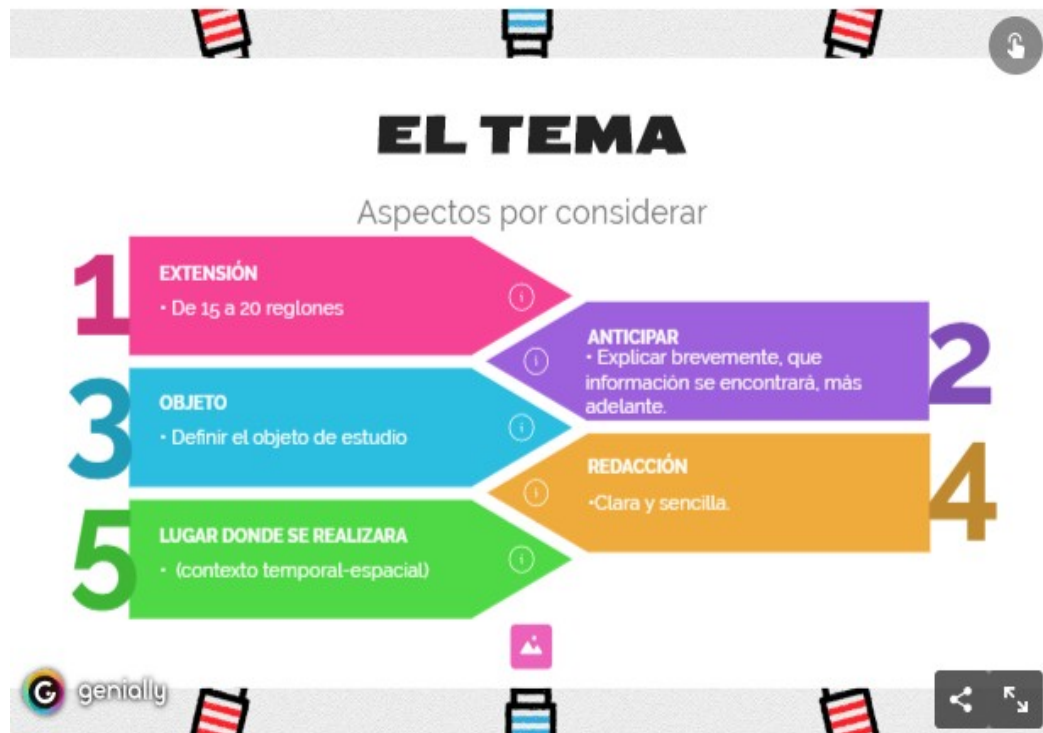 EL TEMA
Aspectos por considerar
1
EXTENSIÓN
• De 15 a 20 reglones
2
ANTICIPAR
• Explicar brevemente, que
información se encontrará, más
adelante.
3
OBJETO
• Definir el objeto de estudio
4
REDACCIÓN
•Clara y sencilla.
5
LUGAR DONDE SE REALIZARA
• (contexto temporal-espacial)
G genially